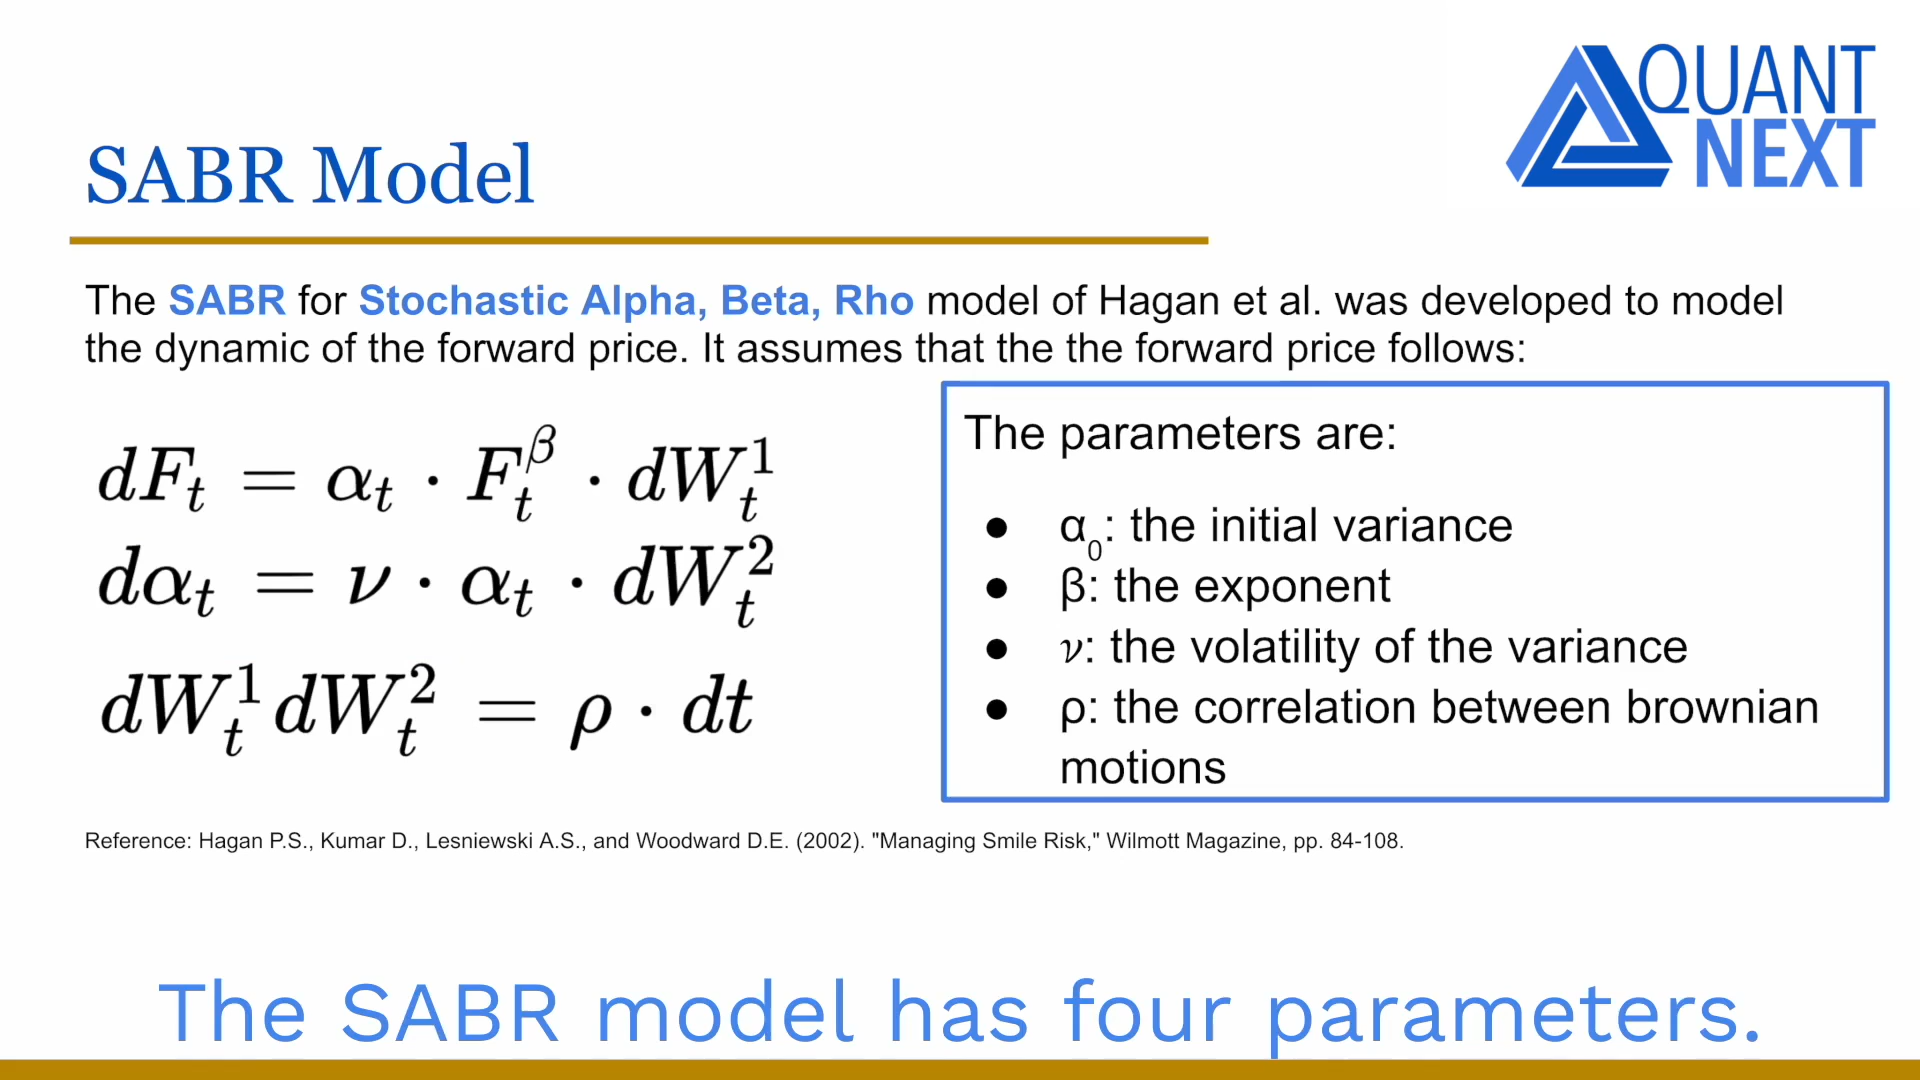 QUANT
NEXT
SABR Model
The SABR for Stochastic Alpha, Beta, Rho model of Hagan et al. was developed to model
the dynamic of the forward price. It assumes that the the forward price follows:
dF_t = α_t · F_t^β · dW_t^1
dα_t = ν · α_t · dW_t^2
dW_t^1 dW_t^2 = ρ · dt
The parameters are:
● α_0: the initial variance
● β: the exponent
● ν: the volatility of the variance
● ρ: the correlation between brownian
motions
Reference: Hagan P.S., Kumar D., Lesniewski A.S., and Woodward D.E. (2002). "Managing Smile Risk," Wilmott Magazine, pp. 84-108.
The SABR model has four parameters.